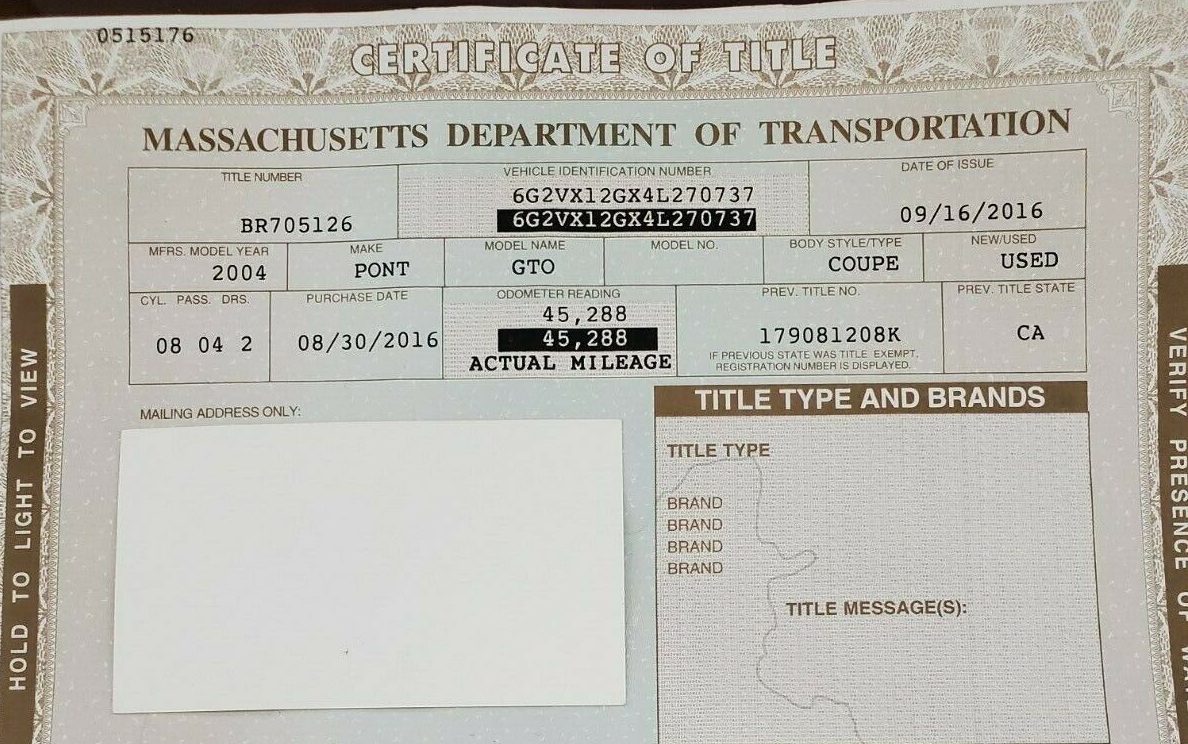 0515176
CERTIFICATE OF TITLE
MASSACHUSETTS DEPARTMENT OF TRANSPORTATION
TITLE NUMBER VEHICLE IDENTIFICATION NUMBER DATE OF ISSUE
6G2VX12GX4L270737
BR705126 6G2VX12GX4L270737 09/16/2016
MFRS. MODEL YEAR MAKE MODEL NAME MODEL NO. BODY STYLE/TYPE NEW/USED
2004 PONT GTO COUPE USED
CYL. PASS. DRS. PURCHASE DATE ODOMETER READING PREV. TITLE NO. PREV. TITLE STATE
45,288
08 04 2 08/30/2016 45,288 179081208K CA
ACTUAL MILEAGE IF PREVIOUS STATE WAS TITLE EXEMPT,
REGISTRATION NUMBER IS DISPLAYED.
MAILING ADDRESS ONLY:
TITLE TYPE AND BRANDS
TITLE TYPE
BRAND
BRAND
BRAND
BRAND
TITLE MESSAGE(S):
HOLD TO LIGHT TO VIEW
VERIFY PRESENCE OF